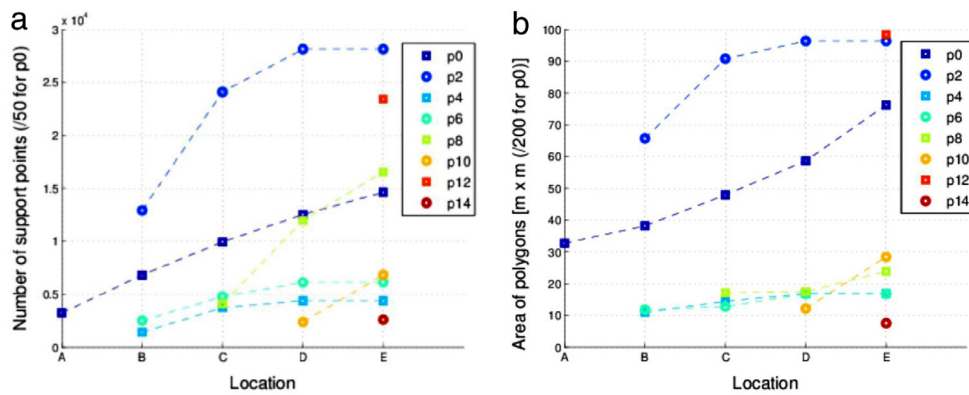 a
x 10⁴
3
2.5
2
1.5
1
0.5
0
A B C D E
Number of support points (/50 for p0)
Location
p0
p2
p4
p6
p8
p10
p12
p14
b
100
90
80
70
60
50
40
30
20
10
0
A B C D E
Area of polygons [m x m (/200 for p0)]
Location
p0
p2
p4
p6
p8
p10
p12
p14